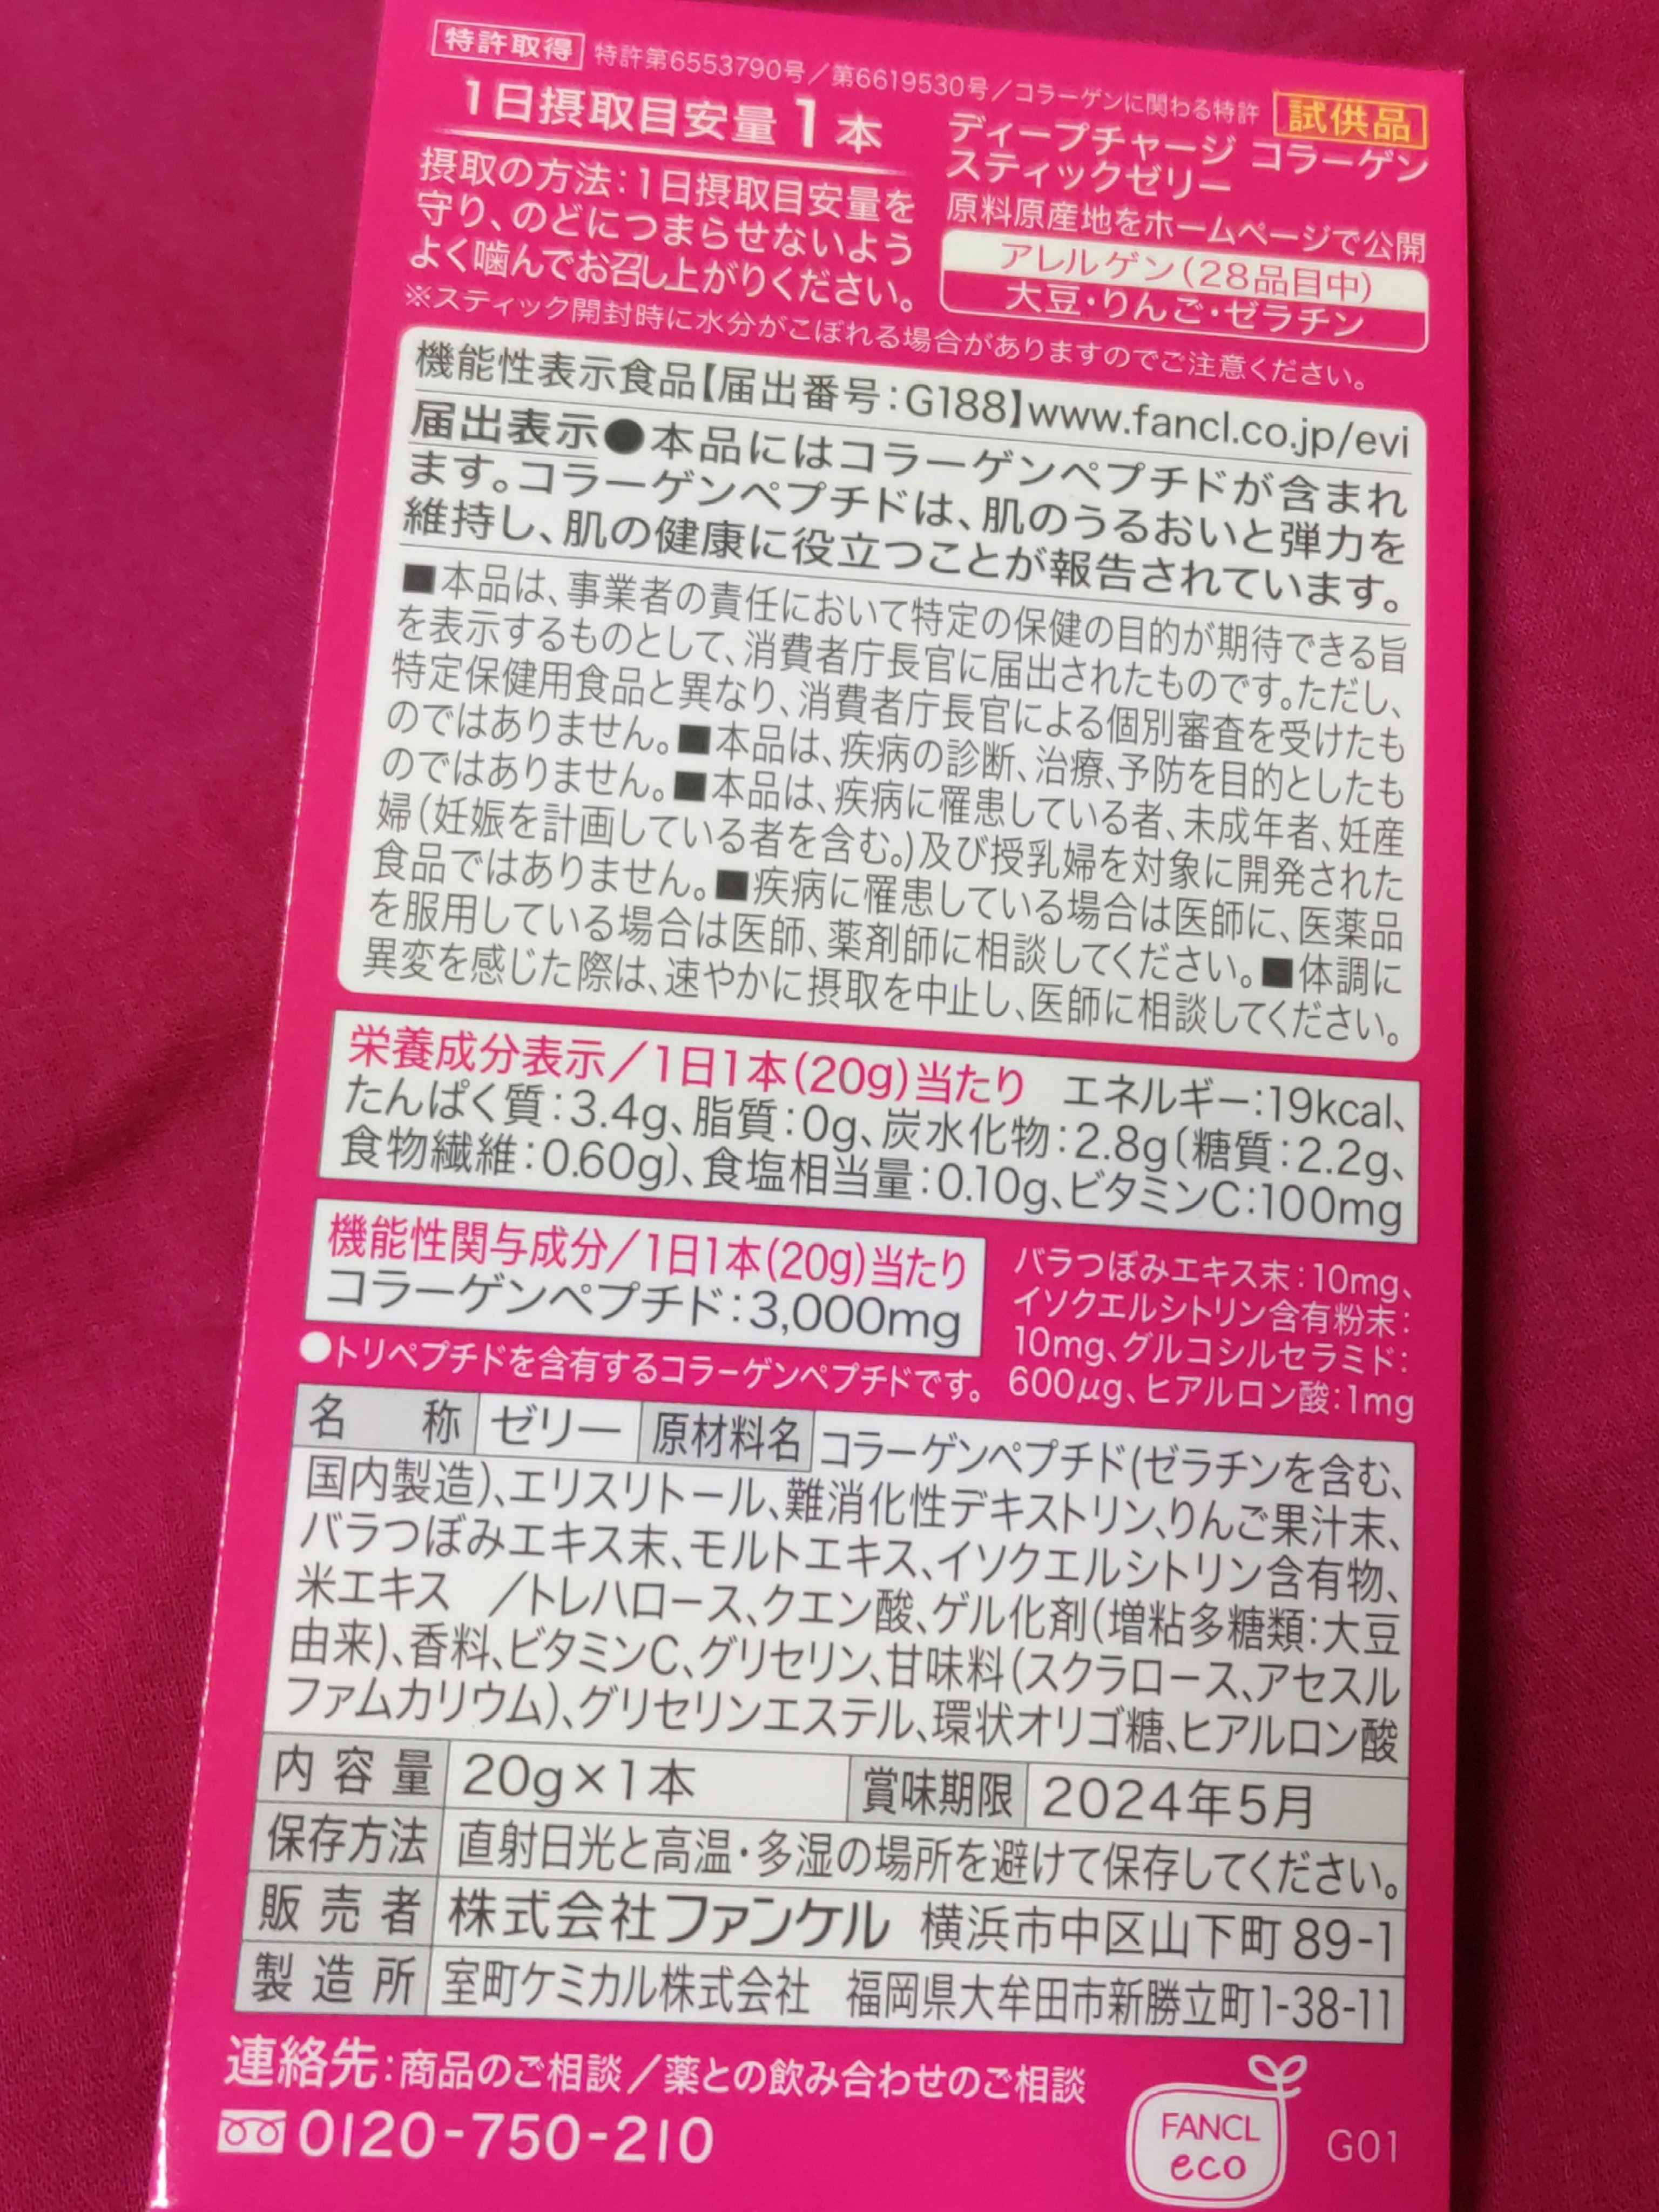 特許取得 特許第6553790号／第6619530号／コラーゲンに関わる特許 試供品
1日摂取目安量1本
摂取の方法:1日摂取目安量を
守り、のどにつまらせないよう
よく噛んでお召し上がりください。
ディープチャージ コラーゲン
スティックゼリー
原料原産地をホームページで公開
アレルゲン(28品目中)
大豆・りんご・ゼラチン
※スティック開封時に水分がこぼれる場合がありますのでご注意ください。
機能性表示食品【届出番号:G188】www.fancl.co.jp/evi
届出表示●本品にはコラーゲンペプチドが含まれ
ます。コラーゲンペプチドは、肌のうるおいと弾力を
維持し、肌の健康に役立つことが報告されています。
■本品は、事業者の責任において特定の保健の目的が期待できる旨
を表示するものとして、消費者庁長官に届出されたものです。ただし、
特定保健用食品と異なり、消費者庁長官による個別審査を受けたも
のではありません。■本品は、疾病の診断、治療、予防を目的としたも
のではありません。■本品は、疾病に罹患している者、未成年者、妊産
婦(妊娠を計画している者を含む。)及び授乳婦を対象に開発された
食品ではありません。■疾病に罹患している場合は医師に、医薬品
を服用している場合は医師、薬剤師に相談してください。■体調に
異変を感じた際は、速やかに摂取を中止し、医師に相談してください。
栄養成分表示／1日1本(20g)当たり エネルギー:19kcal、
たんぱく質:3.4g、脂質:0g、炭水化物:2.8g(糖質:2.2g、
食物繊維:0.60g)、食塩相当量:0.10g、ビタミンC:100mg
機能性関与成分／1日1本(20g)当たり
コラーゲンペプチド:3,000mg
●トリペプチドを含有するコラーゲンペプチドです。
バラつぼみエキス末:10mg、
イソクエルシトリン含有粉末:
10mg、グルコシルセラミド:
600μg、ヒアルロン酸:1mg
名称 ゼリー 原材料名 コラーゲンペプチド(ゼラチンを含む、
国内製造)、エリスリトール、難消化性デキストリン、りんご果汁末、
バラつぼみエキス末、モルトエキス、イソクエルシトリン含有物、
米エキス ／トレハロース、クエン酸、ゲル化剤(増粘多糖類:大豆
由来)、香料、ビタミンC、グリセリン、甘味料(スクラロース、アセスル
ファムカリウム)、グリセリンエステル、環状オリゴ糖、ヒアルロン酸
内容量 20g×1本 賞味期限 2024年5月
保存方法 直射日光と高温・多湿の場所を避けて保存してください。
販売者 株式会社ファンケル 横浜市中区山下町89-1
製造所 室町ケミカル株式会社 福岡県大牟田市新勝立町1-38-11
連絡先:商品のご相談／薬との飲み合わせのご相談
0120-750-210
FANCL
eco
G01